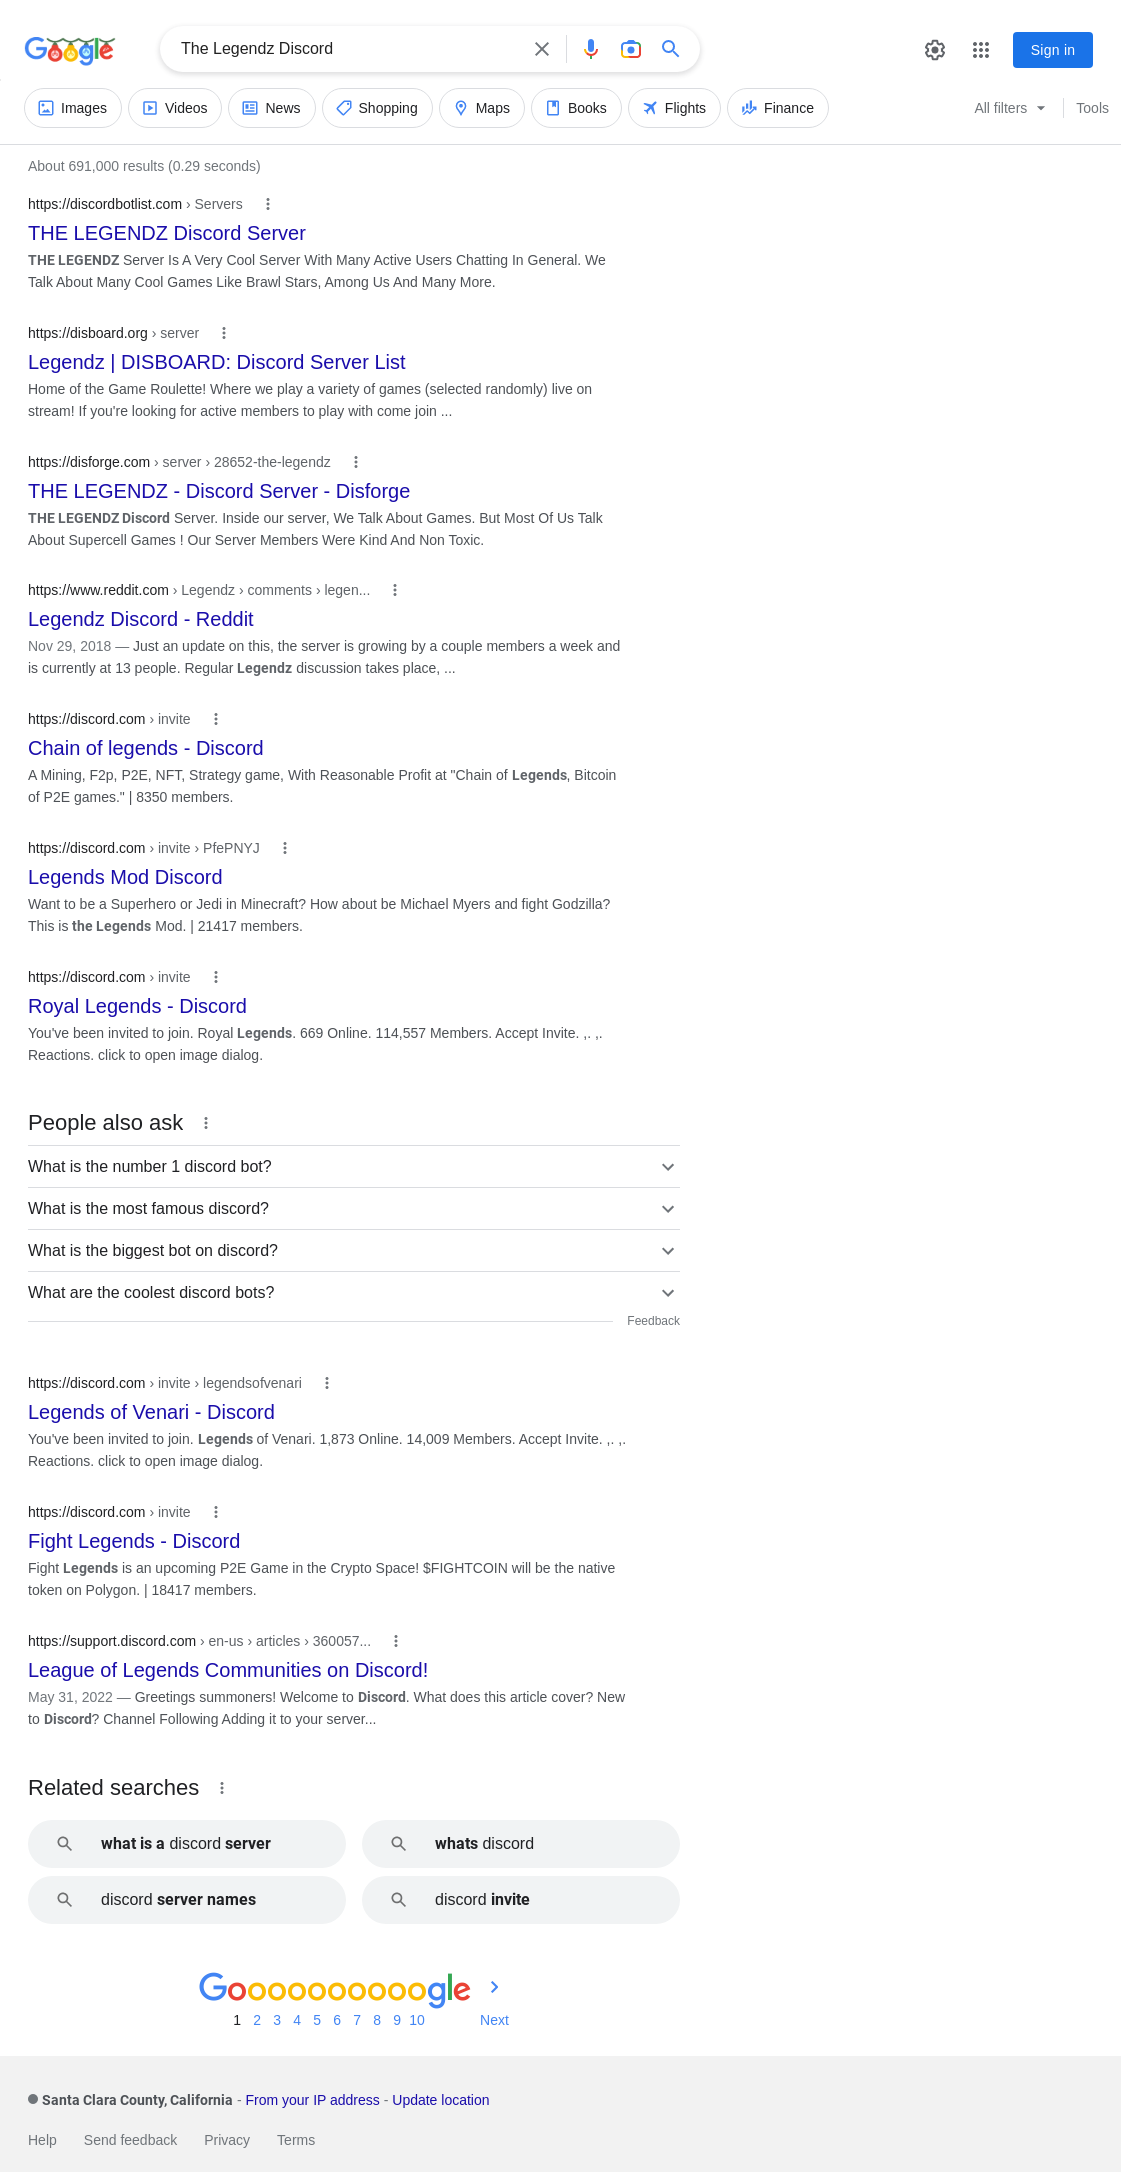 Google
The Legendz Discord
Sign in
Images
Videos
News
Shopping
Maps
Books
Flights
Finance
All filters
Tools
About 691,000 results (0.29 seconds)
https://discordbotlist.com › Servers
THE LEGENDZ Discord Server
THE LEGENDZ Server Is A Very Cool Server With Many Active Users Chatting In General. We
Talk About Many Cool Games Like Brawl Stars, Among Us And Many More.
https://disboard.org › server
Legendz | DISBOARD: Discord Server List
Home of the Game Roulette! Where we play a variety of games (selected randomly) live on
stream! If you're looking for active members to play with come join ...
https://disforge.com › server › 28652-the-legendz
THE LEGENDZ - Discord Server - Disforge
THE LEGENDZ Discord Server. Inside our server, We Talk About Games. But Most Of Us Talk
About Supercell Games ! Our Server Members Were Kind And Non Toxic.
https://www.reddit.com › Legendz › comments › legen...
Legendz Discord - Reddit
Nov 29, 2018 — Just an update on this, the server is growing by a couple members a week and
is currently at 13 people. Regular Legendz discussion takes place, ...
https://discord.com › invite
Chain of legends - Discord
A Mining, F2p, P2E, NFT, Strategy game, With Reasonable Profit at "Chain of Legends, Bitcoin
of P2E games." | 8350 members.
https://discord.com › invite › PfePNYJ
Legends Mod Discord
Want to be a Superhero or Jedi in Minecraft? How about be Michael Myers and fight Godzilla?
This is the Legends Mod. | 21417 members.
https://discord.com › invite
Royal Legends - Discord
You've been invited to join. Royal Legends. 669 Online. 114,557 Members. Accept Invite. ,. ,.
Reactions. click to open image dialog.
People also ask
What is the number 1 discord bot?
What is the most famous discord?
What is the biggest bot on discord?
What are the coolest discord bots?
Feedback
https://discord.com › invite › legendsofvenari
Legends of Venari - Discord
You've been invited to join. Legends of Venari. 1,873 Online. 14,009 Members. Accept Invite. ,. ,.
Reactions. click to open image dialog.
https://discord.com › invite
Fight Legends - Discord
Fight Legends is an upcoming P2E Game in the Crypto Space! $FIGHTCOIN will be the native
token on Polygon. | 18417 members.
https://support.discord.com › en-us › articles › 360057...
League of Legends Communities on Discord!
May 31, 2022 — Greetings summoners! Welcome to Discord. What does this article cover? New
to Discord? Channel Following Adding it to your server...
Related searches
what is a discord server
whats discord
discord server names
discord invite
Goooooooooogle
1 2 3 4 5 6 7 8 9 10 Next
Santa Clara County, California - From your IP address - Update location
Help Send feedback Privacy Terms